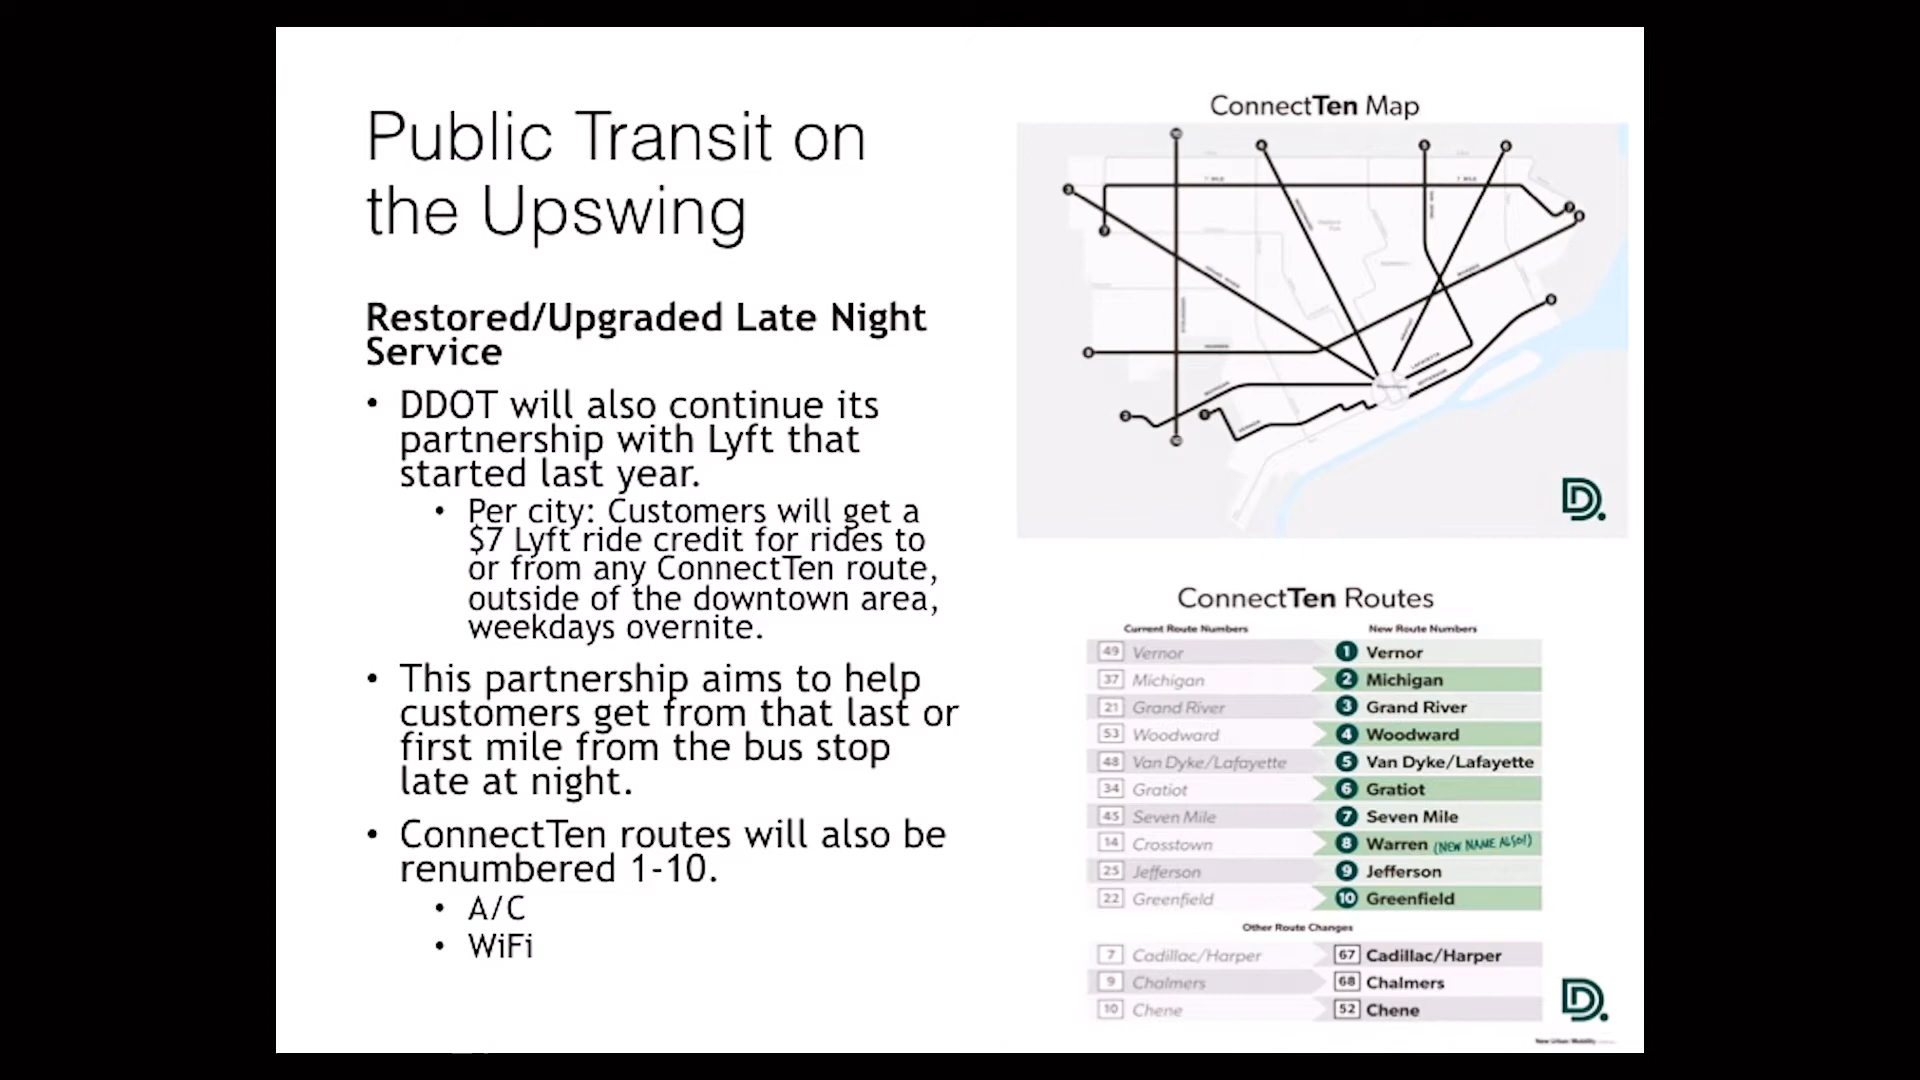 Public Transit on
the Upswing
Restored/Upgraded Late Night
Service
• DDOT will also continue its
partnership with Lyft that
started last year.
• Per city: Customers will get a
$7 Lyft ride credit for rides to
or from any ConnectTen route,
outside of the downtown area,
weekdays overnite.
• This partnership aims to help
customers get from that last or
first mile from the bus stop
late at night.
• ConnectTen routes will also be
renumbered 1-10.
• A/C
• WiFi
ConnectTen Map
7 MILE
7 MILE
D.
ConnectTen Routes
Current Route Numbers New Route Numbers
49 Vernor 1 Vernor
37 Michigan 2 Michigan
21 Grand River 3 Grand River
53 Woodward 4 Woodward
48 Van Dyke/Lafayette 5 Van Dyke/Lafayette
34 Gratiot 6 Gratiot
45 Seven Mile 7 Seven Mile
14 Crosstown 8 Warren (NEW NAME ALSO!)
25 Jefferson 9 Jefferson
22 Greenfield 10 Greenfield
Other Route Changes
7 Cadillac/Harper 67 Cadillac/Harper
9 Chalmers 68 Chalmers
10 Chene 52 Chene
D.
New Urban Mobility